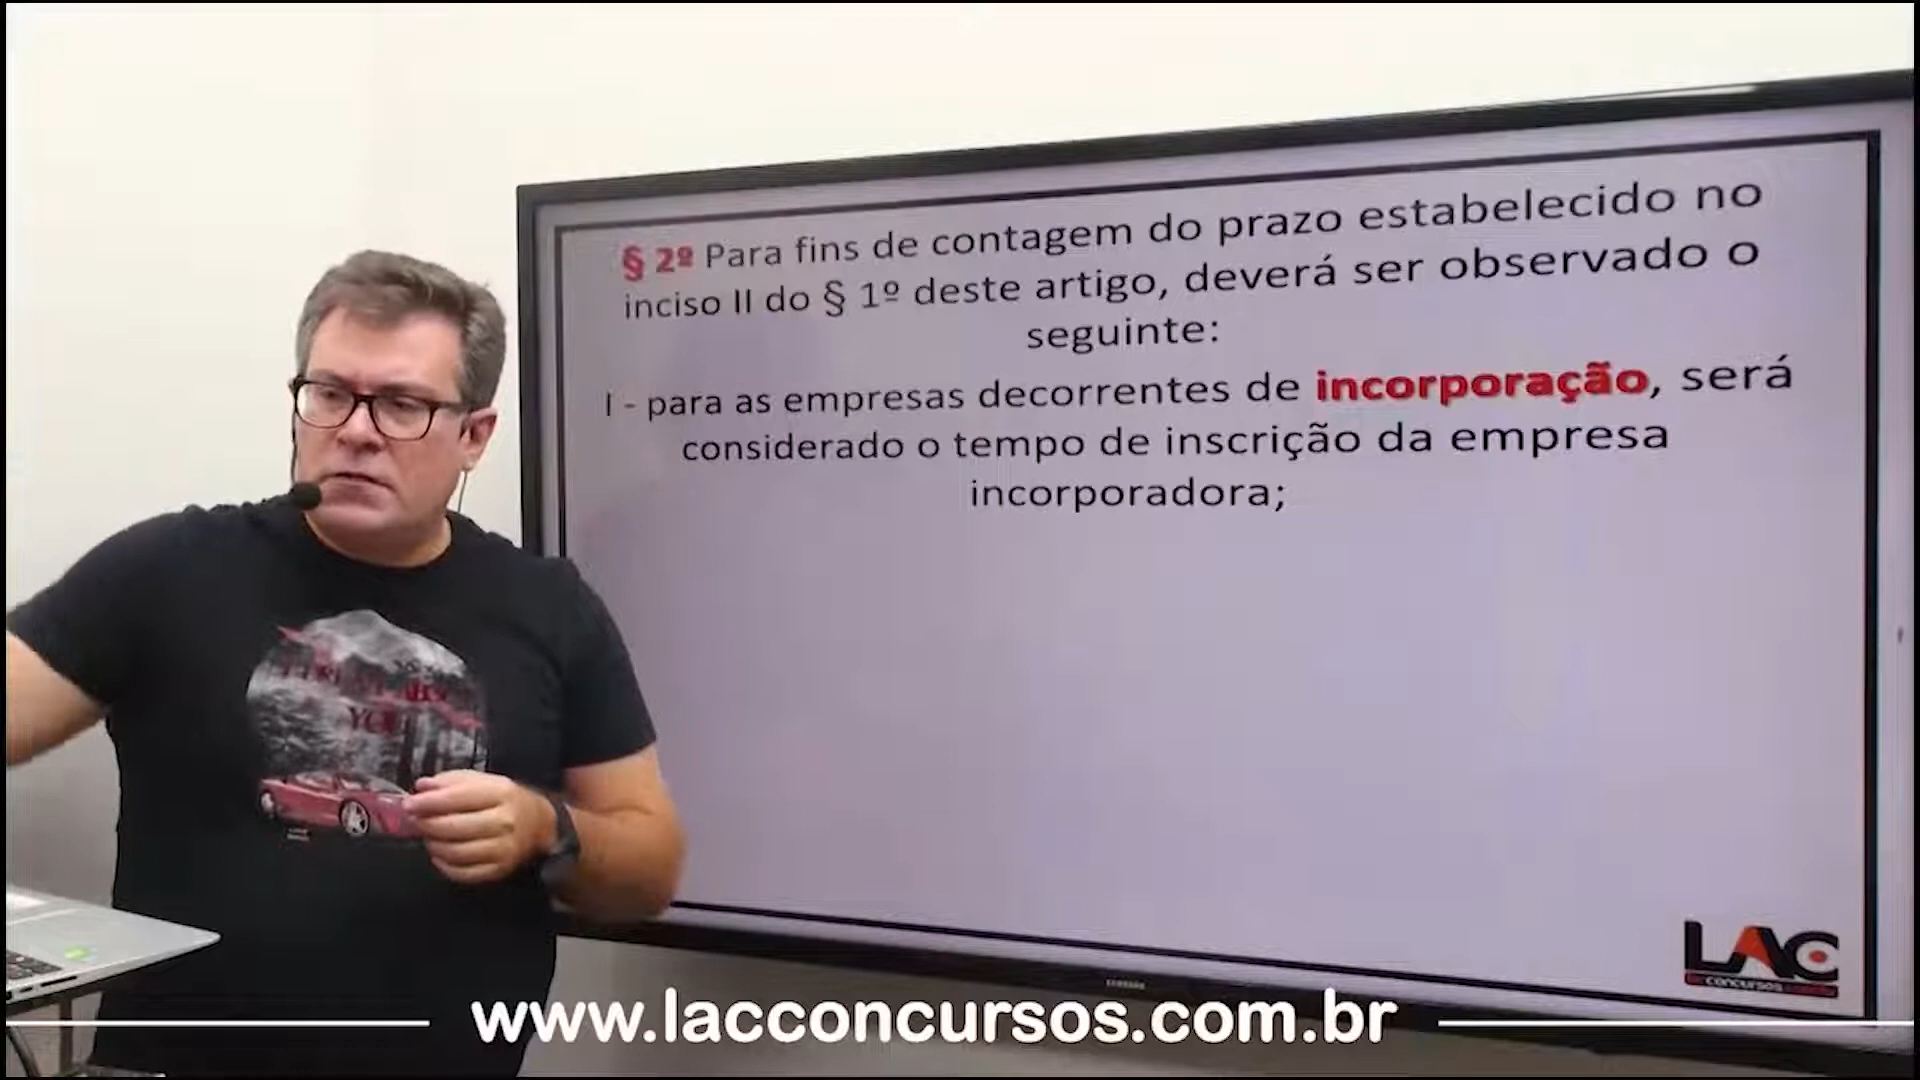 § 2º Para fins de contagem do prazo estabelecido no
inciso II do § 1º deste artigo, deverá ser observado o
seguinte:
I - para as empresas decorrentes de incorporação, será
considerado o tempo de inscrição da empresa
incorporadora;
LAC
concursos
www.lacconcursos.com.br